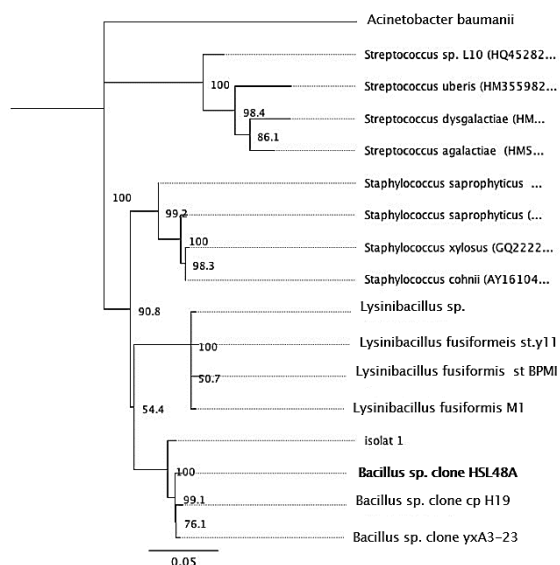 Acinetobacter baumanii
Streptococcus sp. L10 (HQ45282...
100
Streptococcus uberis (HM355982...
98.4
Streptococcus dysgalactiae (HM...
86.1
Streptococcus agalactiae (HM5...
Staphylococcus saprophyticus ...
100
99.2
Staphylococcus saprophyticus (...
100
Staphylococcus xylosus (GQ2222...
98.3
Staphylococcus cohnii (AY16104...
90.8
Lysinibacillus sp.
100
Lysinibacillus fusiformeis st.y11
50.7
Lysinibacillus fusiformis st BPMI
54.4
Lysinibacillus fusiformis M1
isolat 1
100
Bacillus sp. clone HSL48A
99.1
Bacillus sp. clone cp H19
76.1
Bacillus sp. clone yxA3-23
0.05